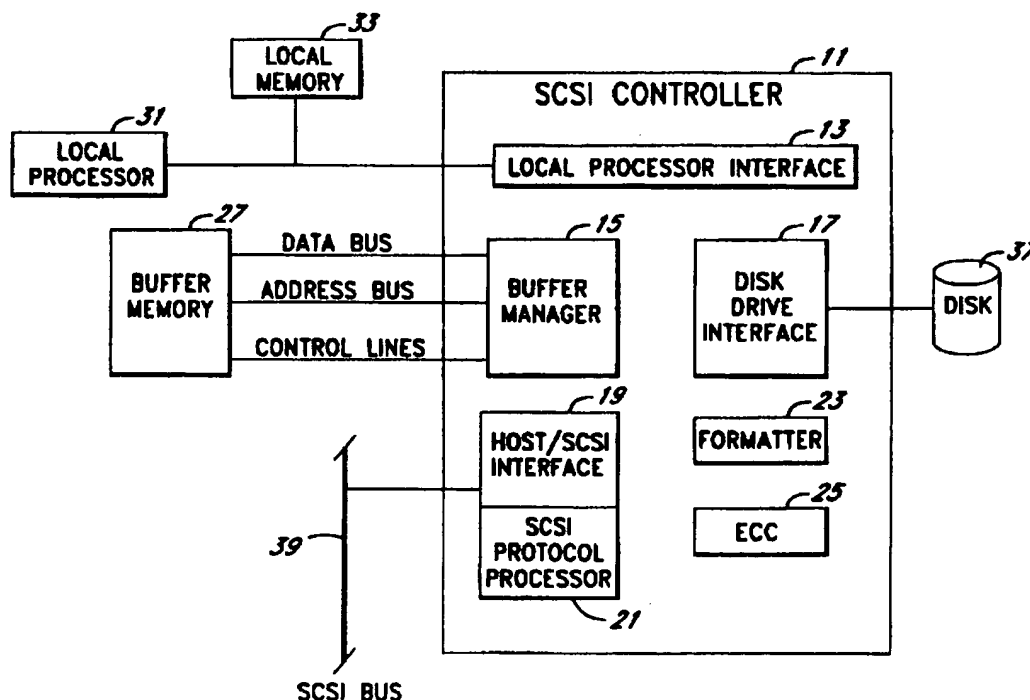 33
LOCAL
MEMORY
11
SCSI CONTROLLER
31
LOCAL
PROCESSOR
13
LOCAL PROCESSOR INTERFACE
27
BUFFER
MEMORY
DATA BUS
ADDRESS BUS
CONTROL LINES
15
BUFFER
MANAGER
17
DISK
DRIVE
INTERFACE
37
DISK
19
HOST/SCSI
INTERFACE
SCSI
PROTOCOL
PROCESSOR
21
23
FORMATTER
25
ECC
39
SCSI BUS